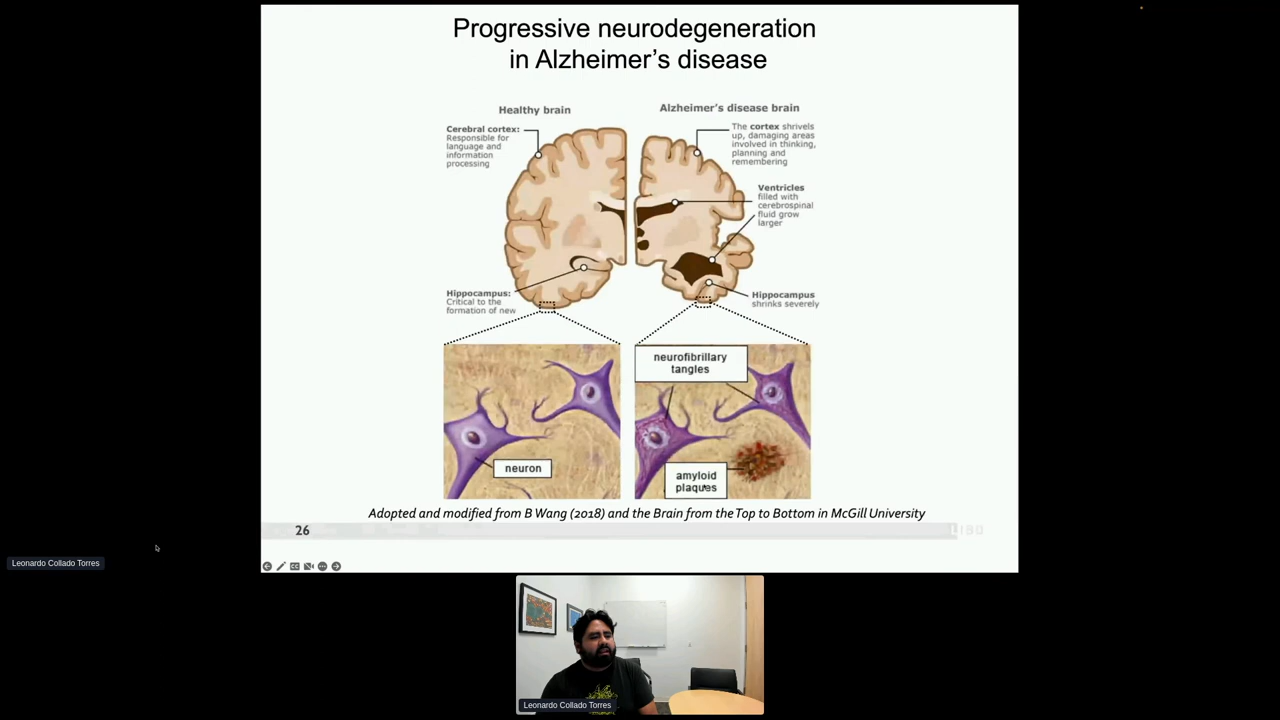 Progressive neurodegeneration
in Alzheimer’s disease
Healthy brain
Alzheimer’s disease brain
Cerebral cortex:
Responsible for
language and
information
processing
The cortex shrivels
up, damaging areas
involved in thinking,
planning and
remembering
Ventricles
filled with
cerebrospinal
fluid grow
larger
Hippocampus:
Critical to the
formation of new
Hippocampus
shrinks severely
neuron
neurofibrillary
tangles
amyloid
plaques
Adopted and modified from B Wang (2018) and the Brain from the Top to Bottom in McGill University
26
LIBD
Leonardo Collado Torres
Leonardo Collado Torres